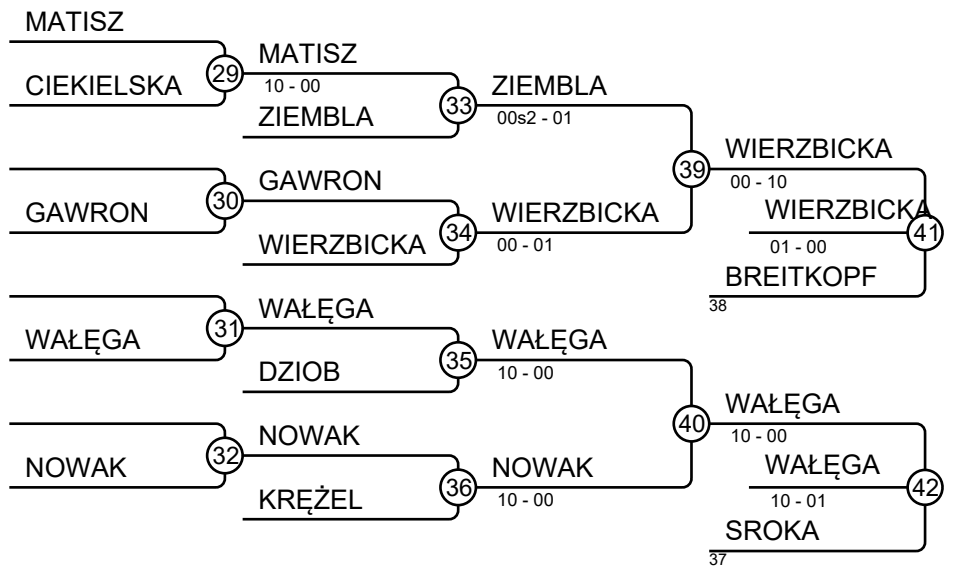 MATISZ
CIEKIELSKA
29
MATISZ
10 - 00
ZIEMBLA
33
ZIEMBLA
00s2 - 01
GAWRON
30
GAWRON
WIERZBICKA
34
WIERZBICKA
00 - 01
39
WIERZBICKA
00 - 10
WIERZBICKA
01 - 00
41
BREITKOPF
38
WAŁĘGA
31
WAŁĘGA
DZIOB
35
WAŁĘGA
10 - 00
NOWAK
32
NOWAK
KRĘŻEL
36
NOWAK
10 - 00
40
WAŁĘGA
10 - 00
WAŁĘGA
10 - 01
42
SROKA
37